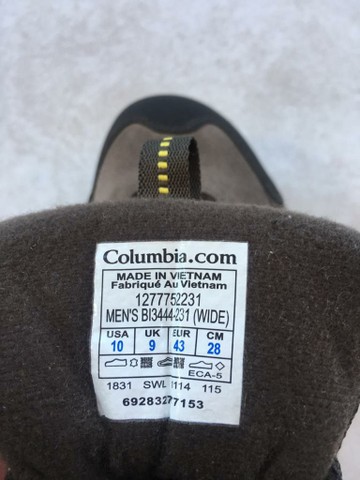 Columbia.com
MADE IN VIETNAM
Fabriqué Au Vietnam
1277752231
MEN'S BI3444-231 (WIDE)
USA UK EUR CM
10 9 43 28
ECA-5
1831 SWL 1114 115
69283277153